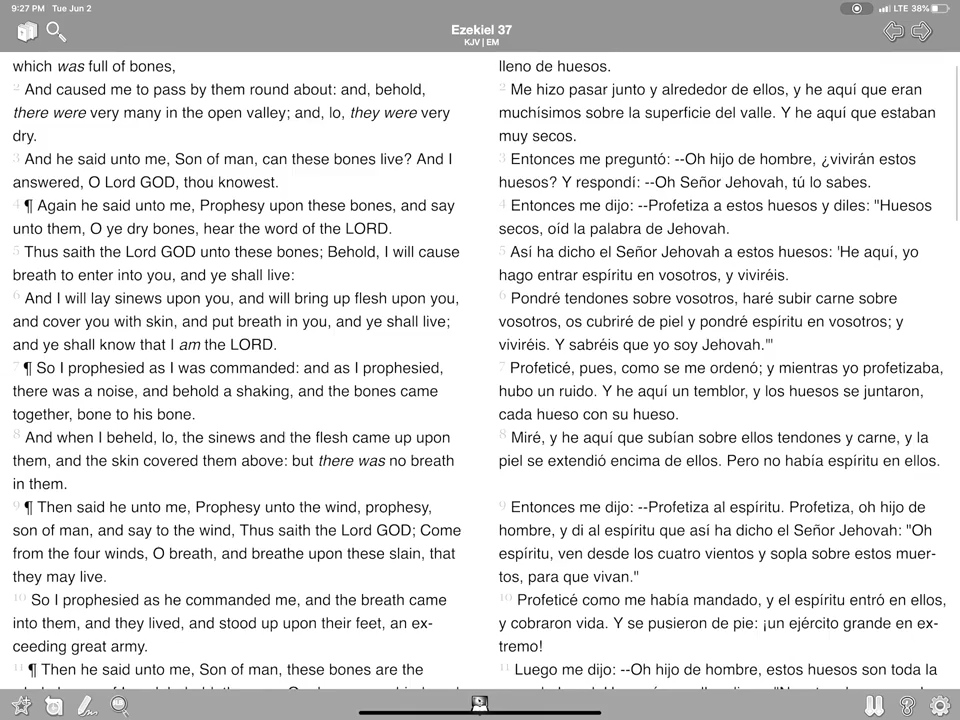 9:27 PM Tue Jun 2
LTE 38%
Ezekiel 37
KJV | EM
which was full of bones,
2 And caused me to pass by them round about: and, behold,
there were very many in the open valley; and, lo, they were very
dry.
3 And he said unto me, Son of man, can these bones live? And I
answered, O Lord GOD, thou knowest.
4 ¶ Again he said unto me, Prophesy upon these bones, and say
unto them, O ye dry bones, hear the word of the LORD.
5 Thus saith the Lord GOD unto these bones; Behold, I will cause
breath to enter into you, and ye shall live:
6 And I will lay sinews upon you, and will bring up flesh upon you,
and cover you with skin, and put breath in you, and ye shall live;
and ye shall know that I am the LORD.
7 ¶ So I prophesied as I was commanded: and as I prophesied,
there was a noise, and behold a shaking, and the bones came
together, bone to his bone.
8 And when I beheld, lo, the sinews and the flesh came up upon
them, and the skin covered them above: but there was no breath
in them.
9 ¶ Then said he unto me, Prophesy unto the wind, prophesy,
son of man, and say to the wind, Thus saith the Lord GOD; Come
from the four winds, O breath, and breathe upon these slain, that
they may live.
10 So I prophesied as he commanded me, and the breath came
into them, and they lived, and stood up upon their feet, an ex-
ceeding great army.
11 ¶ Then he said unto me, Son of man, these bones are the
lleno de huesos.
2 Me hizo pasar junto y alrededor de ellos, y he aquí que eran
muchísimos sobre la superficie del valle. Y he aquí que estaban
muy secos.
3 Entonces me preguntó: --Oh hijo de hombre, ¿vivirán estos
huesos? Y respondí: --Oh Señor Jehovah, tú lo sabes.
4 Entonces me dijo: --Profetiza a estos huesos y diles: "Huesos
secos, oíd la palabra de Jehovah.
5 Así ha dicho el Señor Jehovah a estos huesos: 'He aquí, yo
hago entrar espíritu en vosotros, y viviréis.
6 Pondré tendones sobre vosotros, haré subir carne sobre
vosotros, os cubriré de piel y pondré espíritu en vosotros; y
viviréis. Y sabréis que yo soy Jehovah.'"
7 Profeticé, pues, como se me ordenó; y mientras yo profetizaba,
hubo un ruido. Y he aquí un temblor, y los huesos se juntaron,
cada hueso con su hueso.
8 Miré, y he aquí que subían sobre ellos tendones y carne, y la
piel se extendió encima de ellos. Pero no había espíritu en ellos.
9 Entonces me dijo: --Profetiza al espíritu. Profetiza, oh hijo de
hombre, y di al espíritu que así ha dicho el Señor Jehovah: "Oh
espíritu, ven desde los cuatro vientos y sopla sobre estos muer-
tos, para que vivan."
10 Profeticé como me había mandado, y el espíritu entró en ellos,
y cobraron vida. Y se pusieron de pie: ¡un ejército grande en ex-
tremo!
11 Luego me dijo: --Oh hijo de hombre, estos huesos son toda la